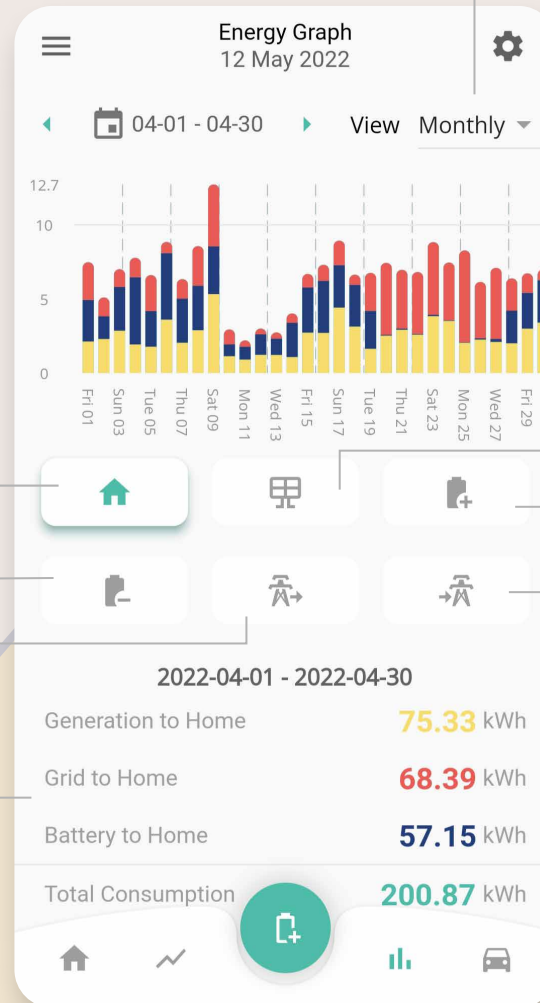 Energy Graph
12 May 2022
04-01 - 04-30 View Monthly
12.7
10
5
0
Fri 01 Sun 03 Tue 05 Thu 07 Sat 09 Mon 11 Wed 13 Fri 15 Sun 17 Tue 19 Thu 21 Sat 23 Mon 25 Wed 27 Fri 29
2022-04-01 - 2022-04-30
Generation to Home 75.33 kWh
Grid to Home 68.39 kWh
Battery to Home 57.15 kWh
Total Consumption 200.87 kWh